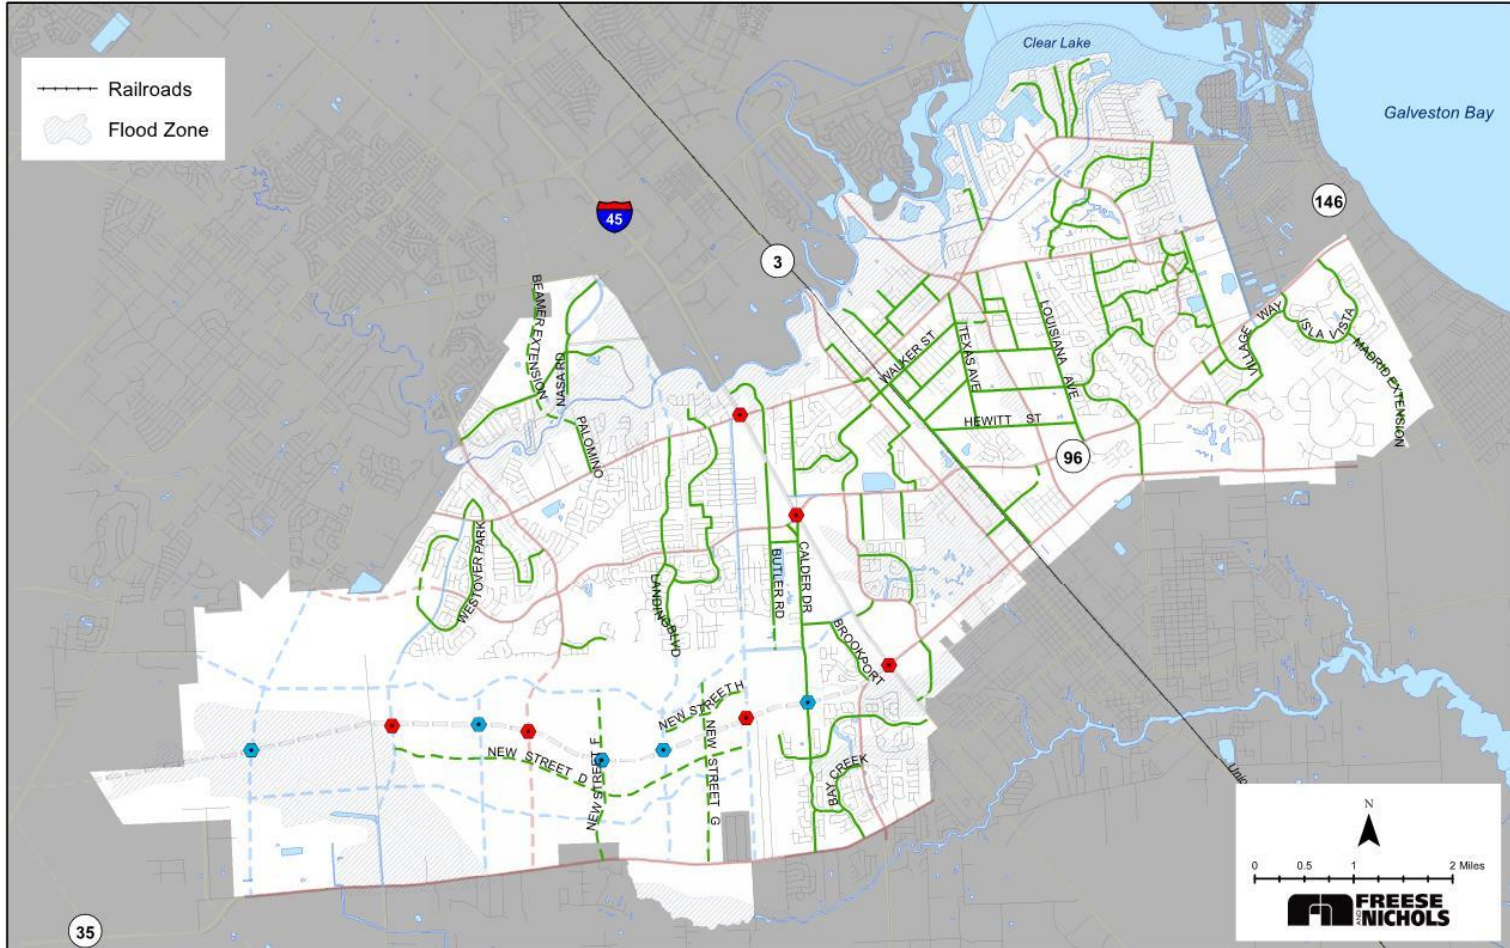 Clear Lake
Railroads
Flood Zone
Galveston Bay
146
45
3
BEAMER EXTENSION
NASA RD
PALOMINO
WALKER ST
TEXAS AVE
LOUISIANA AVE
HEWITT ST
VILLAGE WAY
ISLA VISTA
MADRID EXTENSION
96
WESTOVER PARK
LANDING BLVD
BUTLER RD
CALDER DR
BROOKPORT
NEW STREET H
NEW STREET D
NEW STREET F
NEW STREET G
BAY CREEK
35
N
0 0.5 1 2 Miles
FREESE
AND
NICHOLS